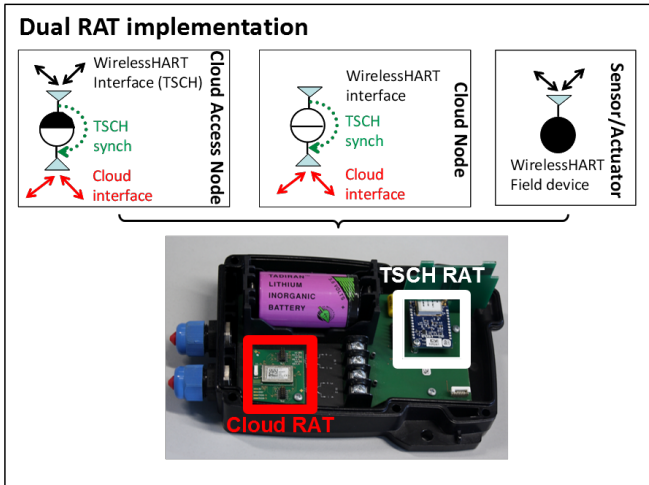 Dual RAT implementation
WirelessHART
Interface (TSCH)
TSCH
synch
Cloud
interface
Cloud Access Node
WirelessHART
interface
TSCH
synch
Cloud
interface
Cloud Node
WirelessHART
Field device
Sensor/Actuator
TADIRAN
LITHIUM
INORGANIC
BATTERY
TSCH RAT
Cloud RAT